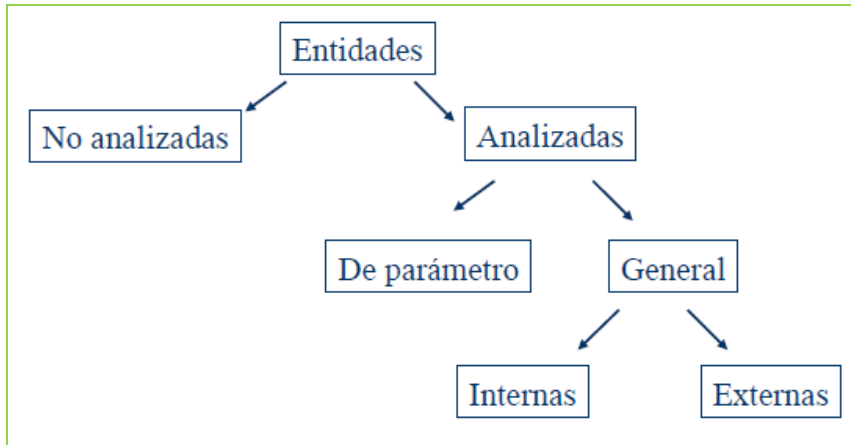 Entidades
No analizadas
Analizadas
De parámetro
General
Internas
Externas